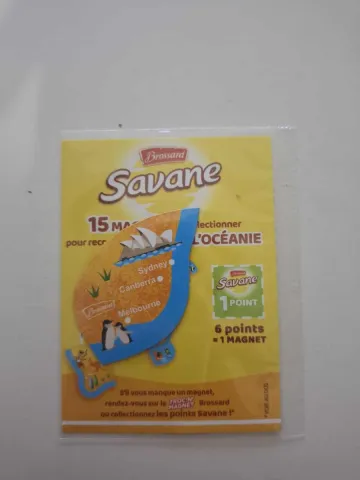 Brossard
Savane
15 MA lectionner
pour recr L'OCÉANIE
Sydney
Canberra
Brossard
Melbourne
Brossard
Savane
1 POINT
6 points
= 1 MAGNET
S'il vous manque un magnet,
rendez-vous sur le Brossard
ou collectionnez les points Savane !*